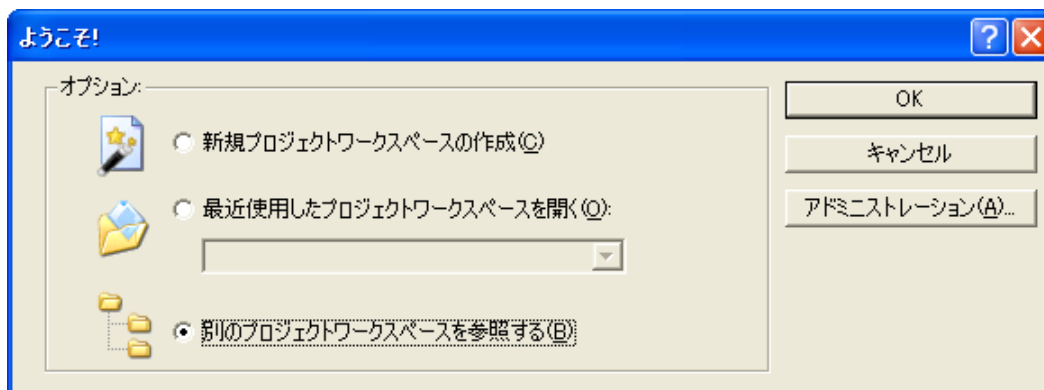 ようこそ!
オプション:
新規プロジェクトワークスペースの作成(C)
最近使用したプロジェクトワークスペースを開く(O):
別のプロジェクトワークスペースを参照する(B)
OK
キャンセル
アドミニストレーション(A)...